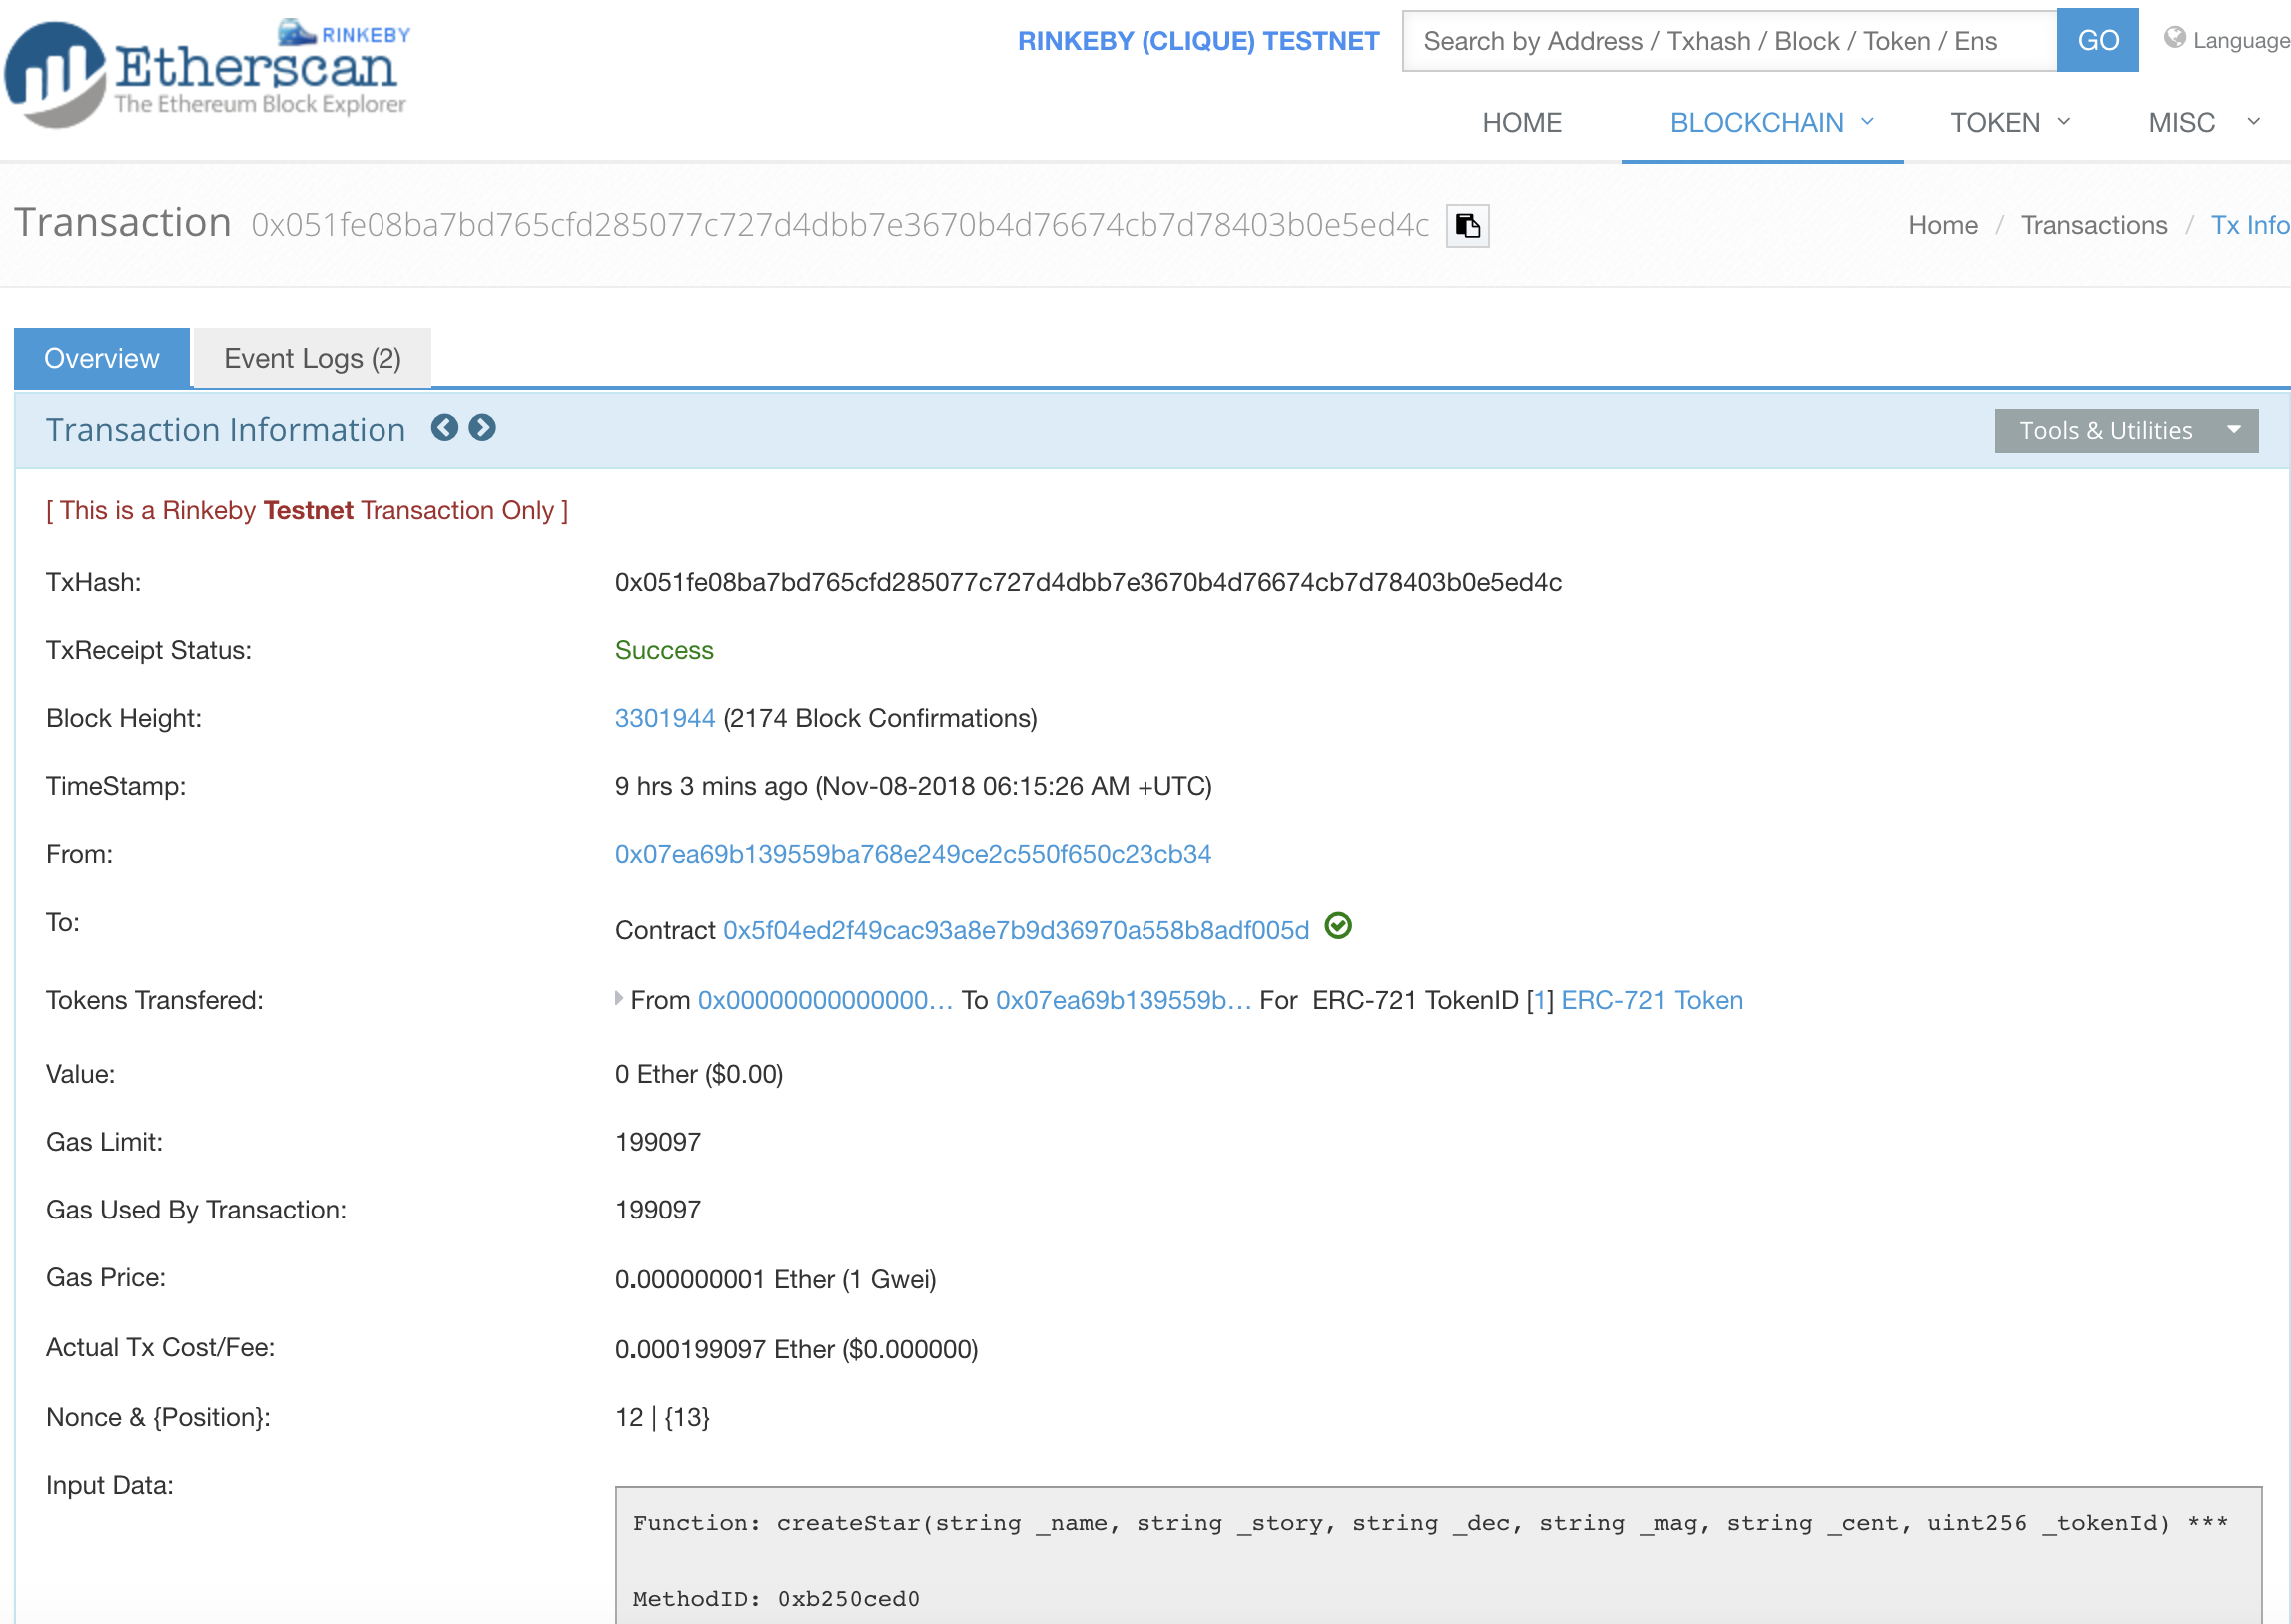 RINKEBY
Etherscan
The Ethereum Block Explorer
RINKEBY (CLIQUE) TESTNET
Search by Address / Txhash / Block / Token / Ens
GO
Language
HOME
BLOCKCHAIN
TOKEN
MISC
Transaction 0x051fe08ba7bd765cfd285077c727d4dbb7e3670b4d76674cb7d78403b0e5ed4c
Home / Transactions / Tx Info
Overview
Event Logs (2)
Transaction Information
Tools & Utilities
[ This is a Rinkeby Testnet Transaction Only ]
TxHash: 0x051fe08ba7bd765cfd285077c727d4dbb7e3670b4d76674cb7d78403b0e5ed4c
TxReceipt Status: Success
Block Height: 3301944 (2174 Block Confirmations)
TimeStamp: 9 hrs 3 mins ago (Nov-08-2018 06:15:26 AM +UTC)
From: 0x07ea69b139559ba768e249ce2c550f650c23cb34
To: Contract 0x5f04ed2f49cac93a8e7b9d36970a558b8adf005d
Tokens Transfered: From 0x00000000000000... To 0x07ea69b139559b... For ERC-721 TokenID [1] ERC-721 Token
Value: 0 Ether ($0.00)
Gas Limit: 199097
Gas Used By Transaction: 199097
Gas Price: 0.000000001 Ether (1 Gwei)
Actual Tx Cost/Fee: 0.000199097 Ether ($0.000000)
Nonce & {Position}: 12 | {13}
Input Data:
Function: createStar(string _name, string _story, string _dec, string _mag, string _cent, uint256 _tokenId) ***
MethodID: 0xb250ced0